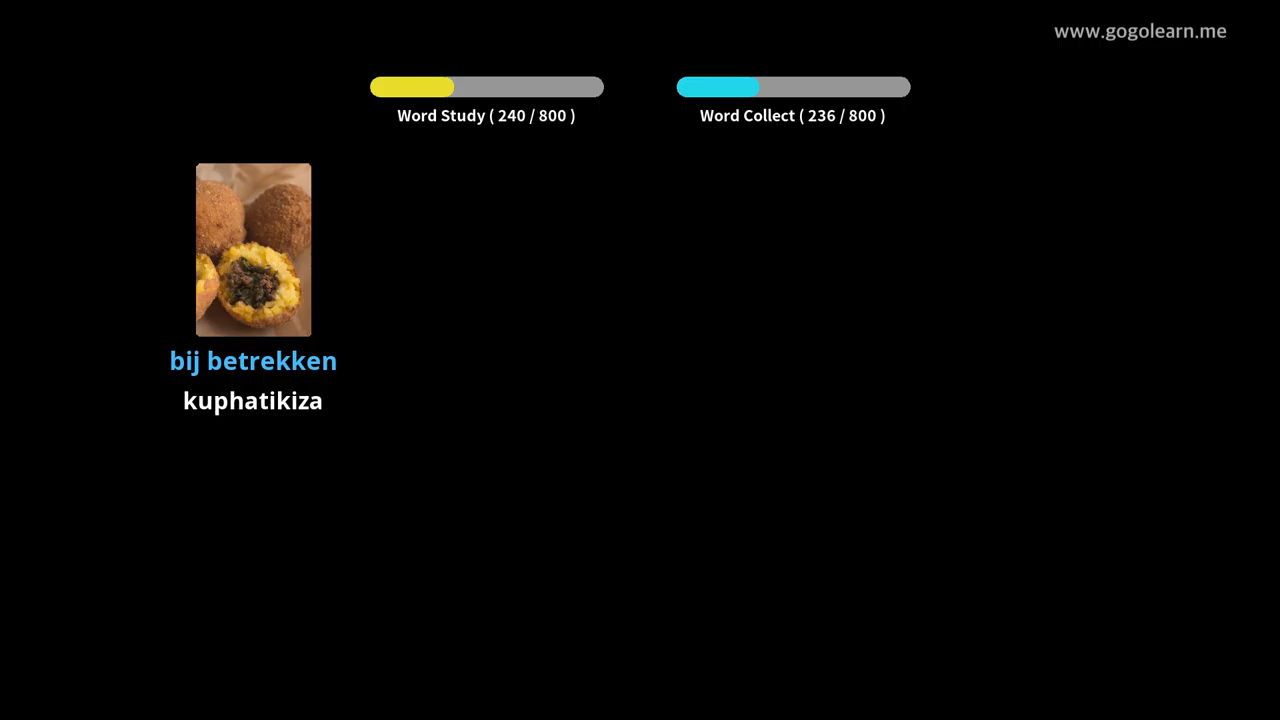 www.gogolearn.me
Word Study ( 240 / 800 )
Word Collect ( 236 / 800 )
bij betrekken
kuphatikiza